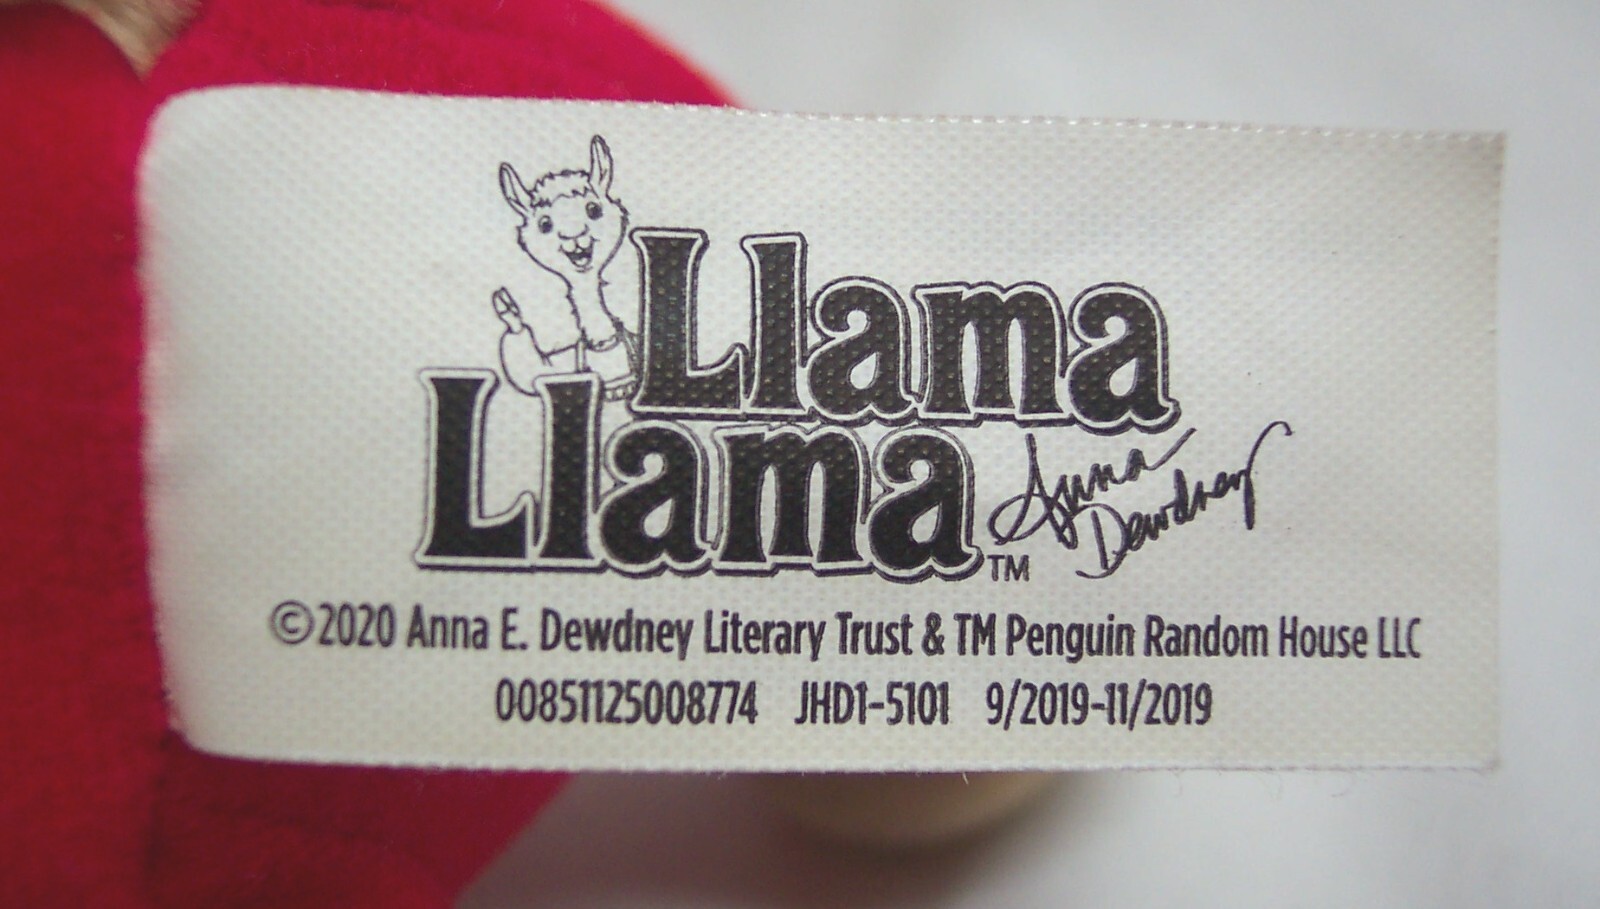 Llama
Llama
TM
Anna
Dewdney
©2020 Anna E. Dewdney Literary Trust & TM Penguin Random House LLC
00851125008774 JHD1-5101 9/2019-11/2019